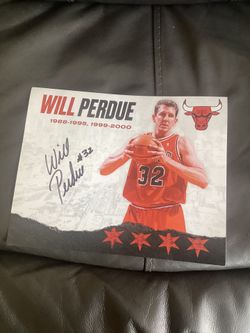 WILL PERDUE
1988-1995, 1999-2000
Will
Perdue #32
32